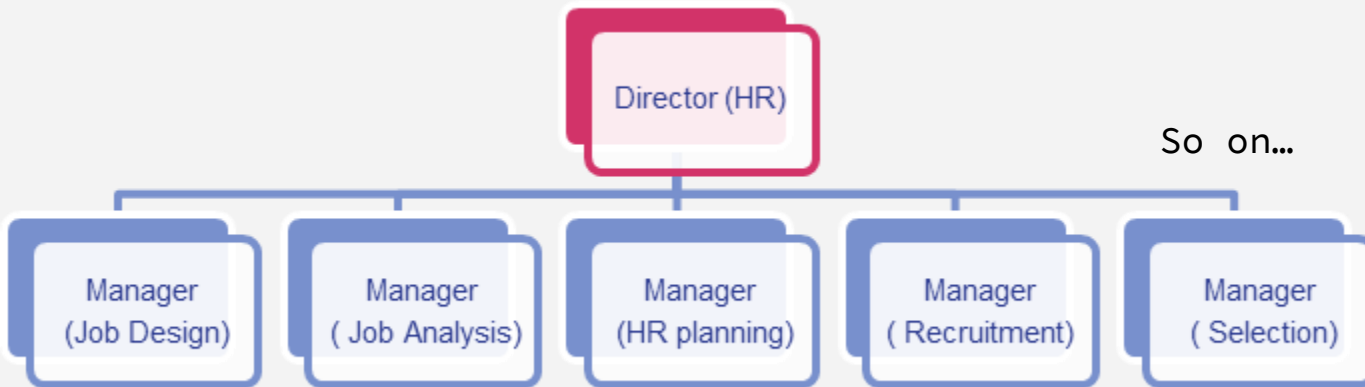 Director (HR)
So on...
Manager
(Job Design)
Manager
( Job Analysis)
Manager
(HR planning)
Manager
( Recruitment)
Manager
( Selection)